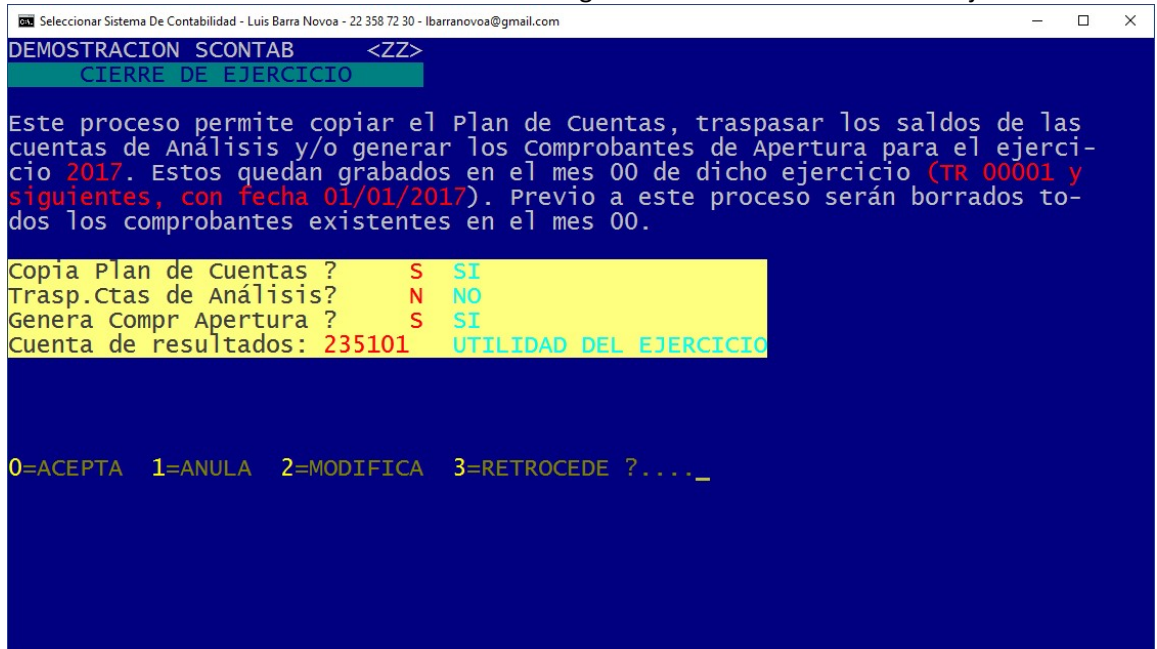 Seleccionar Sistema De Contabilidad - Luis Barra Novoa - 22 358 72 30 - lbarranovoa@gmail.com
DEMOSTRACION SCONTAB <ZZ>
CIERRE DE EJERCICIO
Este proceso permite copiar el Plan de Cuentas, traspasar los saldos de las
cuentas de Análisis y/o generar los Comprobantes de Apertura para el ejerci-
cio 2017. Estos quedan grabados en el mes 00 de dicho ejercicio (TR 00001 y
siguientes, con fecha 01/01/2017). Previo a este proceso serán borrados to-
dos los comprobantes existentes en el mes 00.
Copia Plan de Cuentas ? S SI
Trasp.Ctas de Análisis? N NO
Genera Compr Apertura ? S SI
Cuenta de resultados: 235101 UTILIDAD DEL EJERCICIO
0=ACEPTA 1=ANULA 2=MODIFICA 3=RETROCEDE ?...._